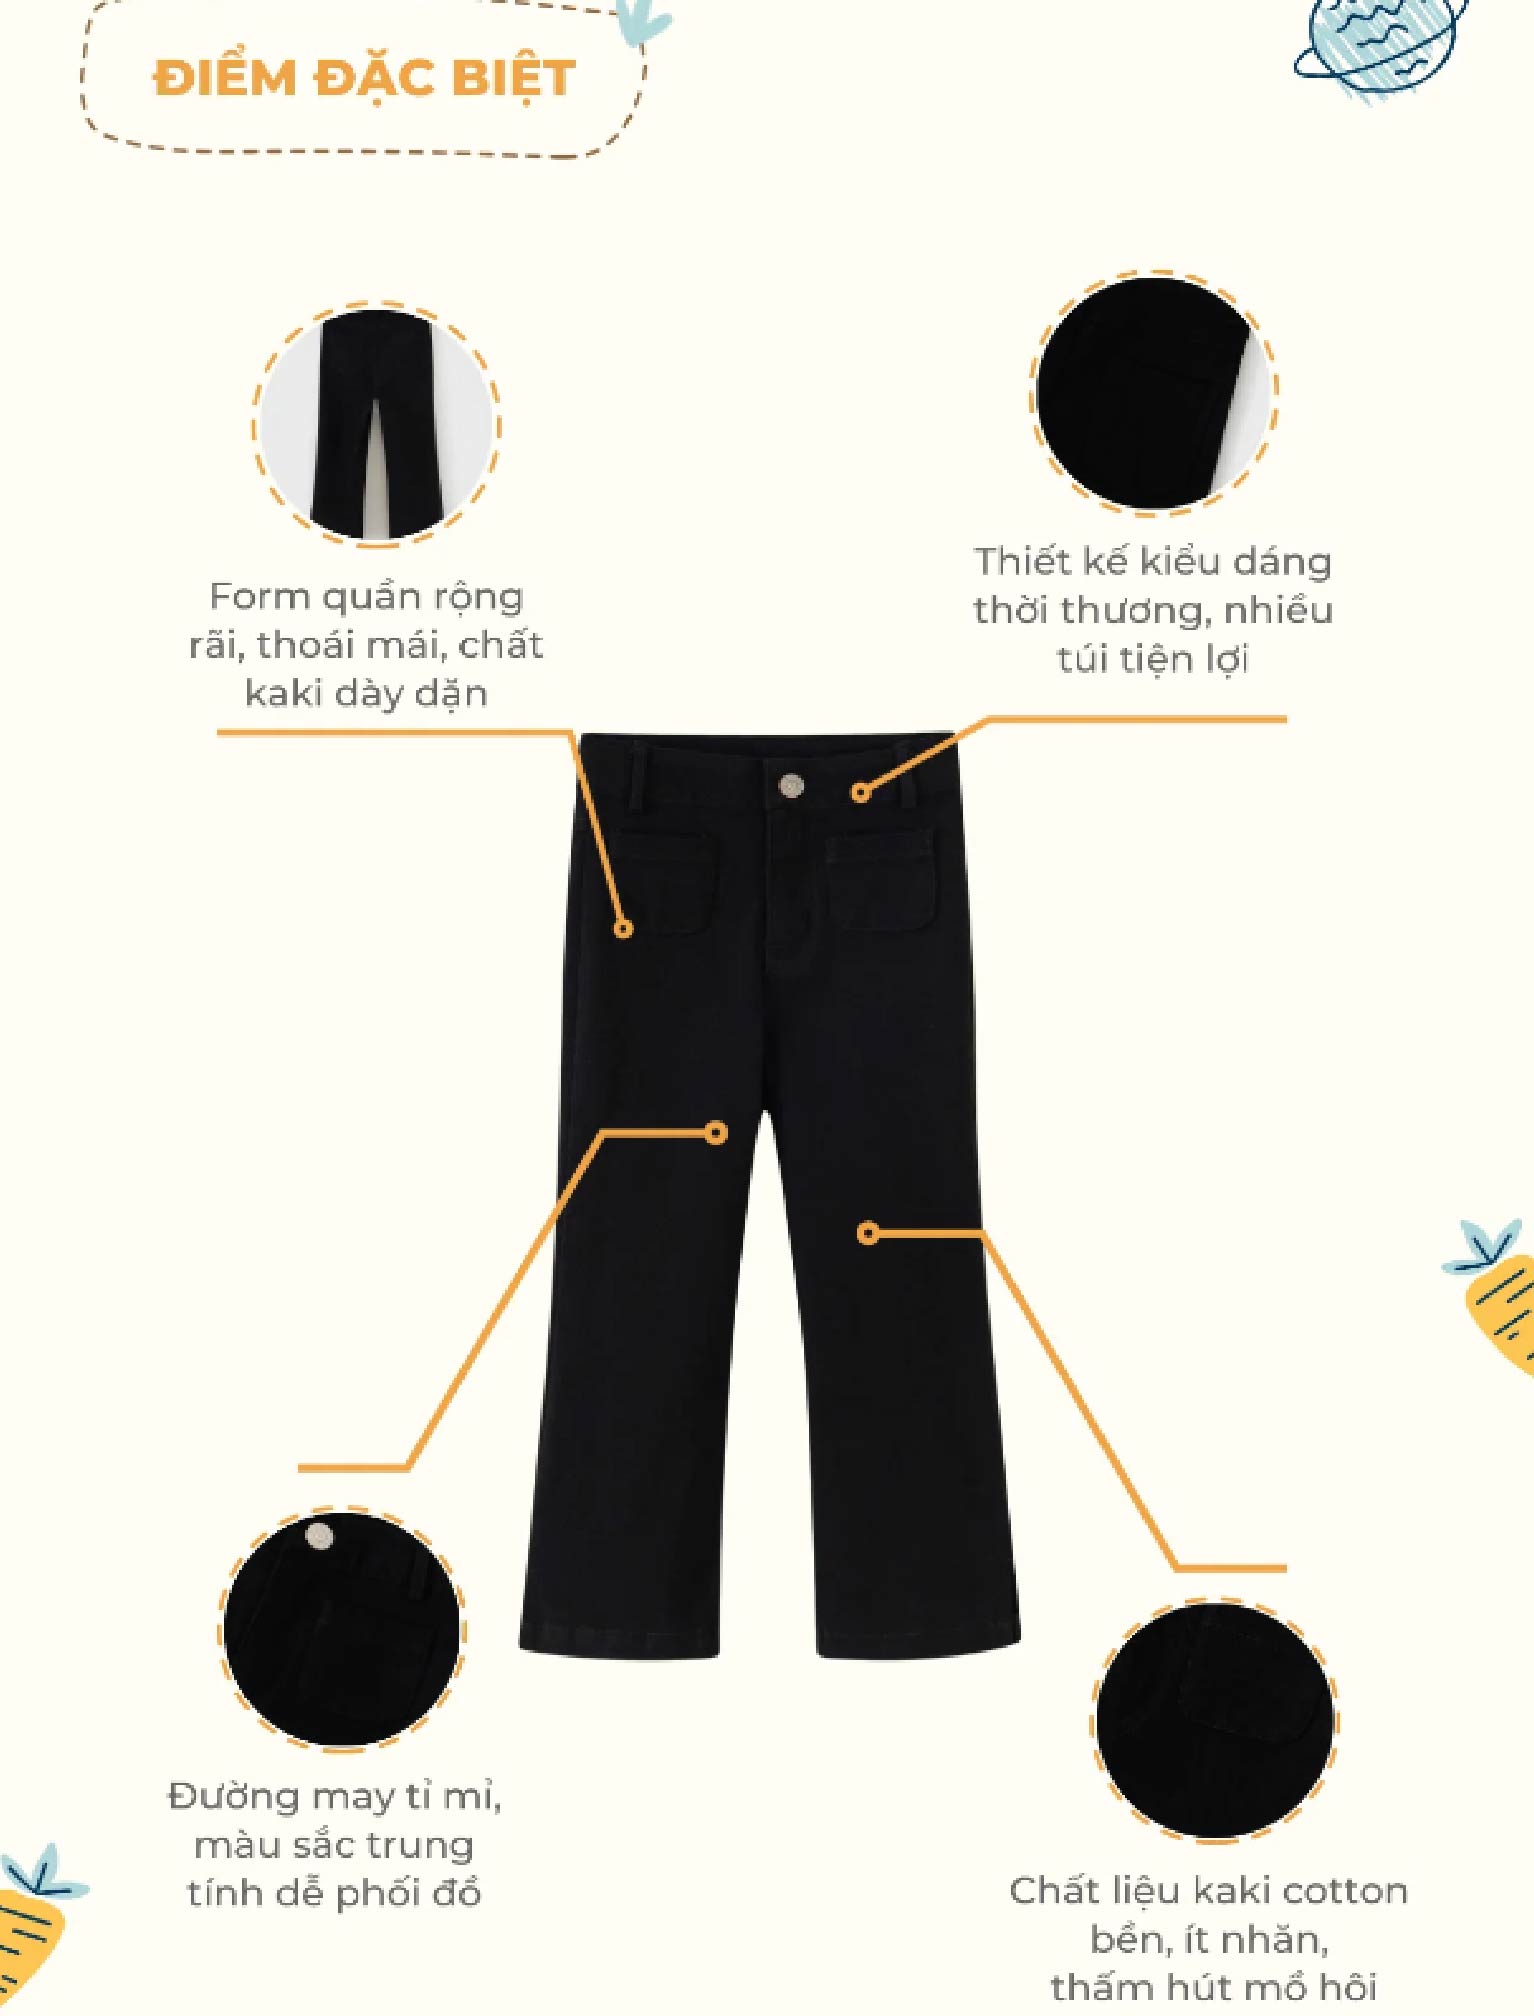 ĐIỂM ĐẶC BIỆT
Form quần rộng
rãi, thoái mái, chất
kaki dày dặn
Thiết kế kiểu dáng
thời thương, nhiều
túi tiện lợi
Đường may tỉ mỉ,
màu sắc trung
tính dễ phối đồ
Chất liệu kaki cotton
bền, ít nhăn,
thấm hút mồ hôi